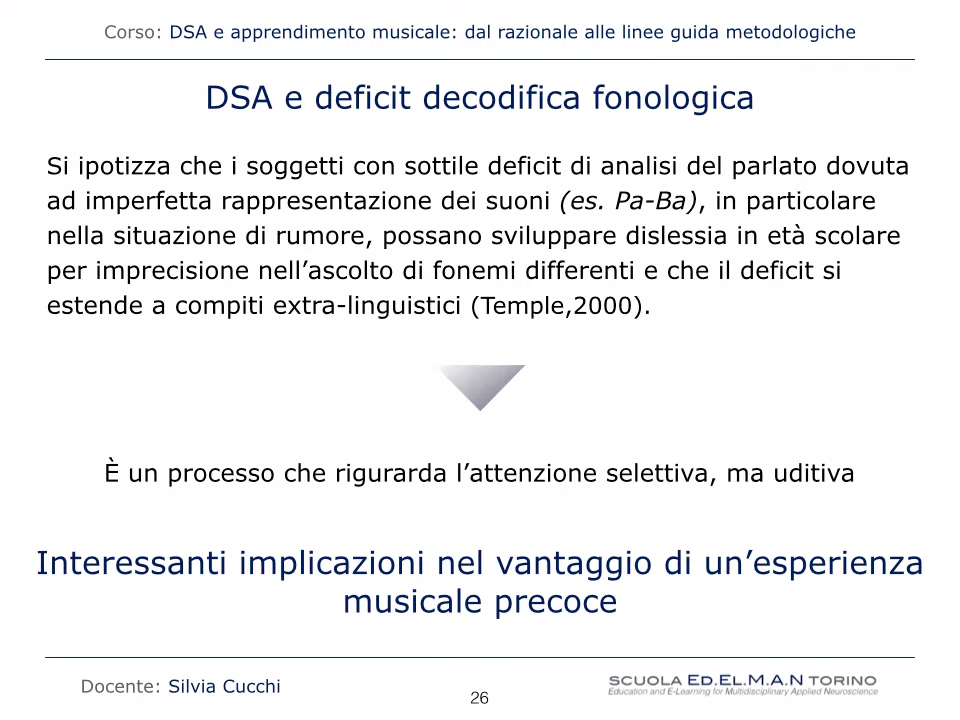 Corso: DSA e apprendimento musicale: dal razionale alle linee guida metodologiche
DSA e deficit decodifica fonologica
Si ipotizza che i soggetti con sottile deficit di analisi del parlato dovuta
ad imperfetta rappresentazione dei suoni (es. Pa-Ba), in particolare
nella situazione di rumore, possano sviluppare dislessia in età scolare
per imprecisione nell’ascolto di fonemi differenti e che il deficit si
estende a compiti extra-linguistici (Temple,2000).
È un processo che rigurarda l’attenzione selettiva, ma uditiva
Interessanti implicazioni nel vantaggio di un’esperienza
musicale precoce
Docente: Silvia Cucchi
26
SCUOLA ED.EL.M.A.N TORINO
Education and E-Learning for Multidisciplinary Applied Neuroscience